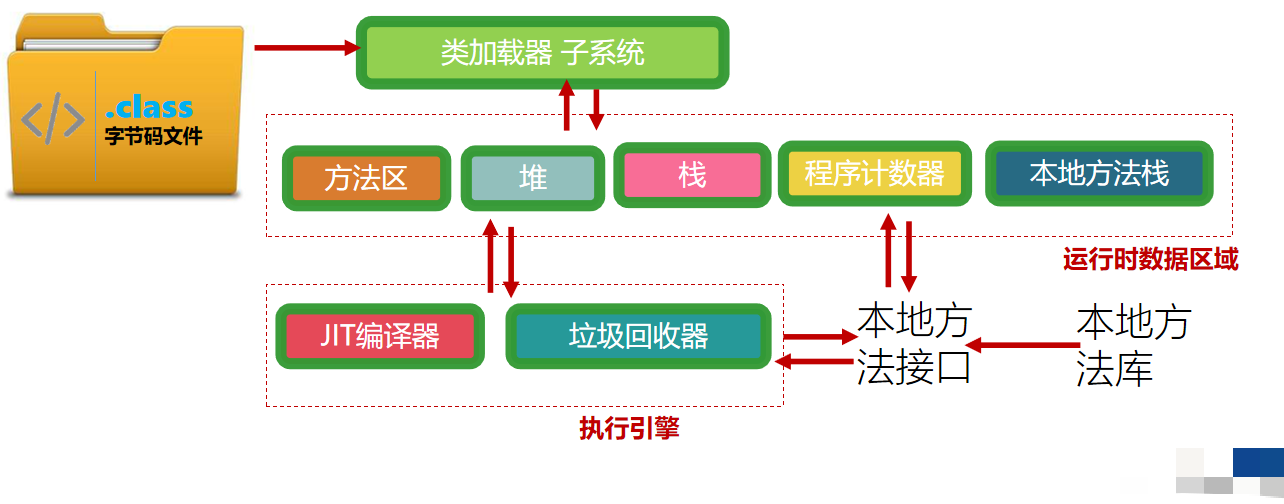 类加载器 子系统
</>
.class
字节码文件
方法区
堆
栈
程序计数器
本地方法栈
运行时数据区域
JIT编译器
垃圾回收器
本地方
法接口
本地方
法库
执行引擎